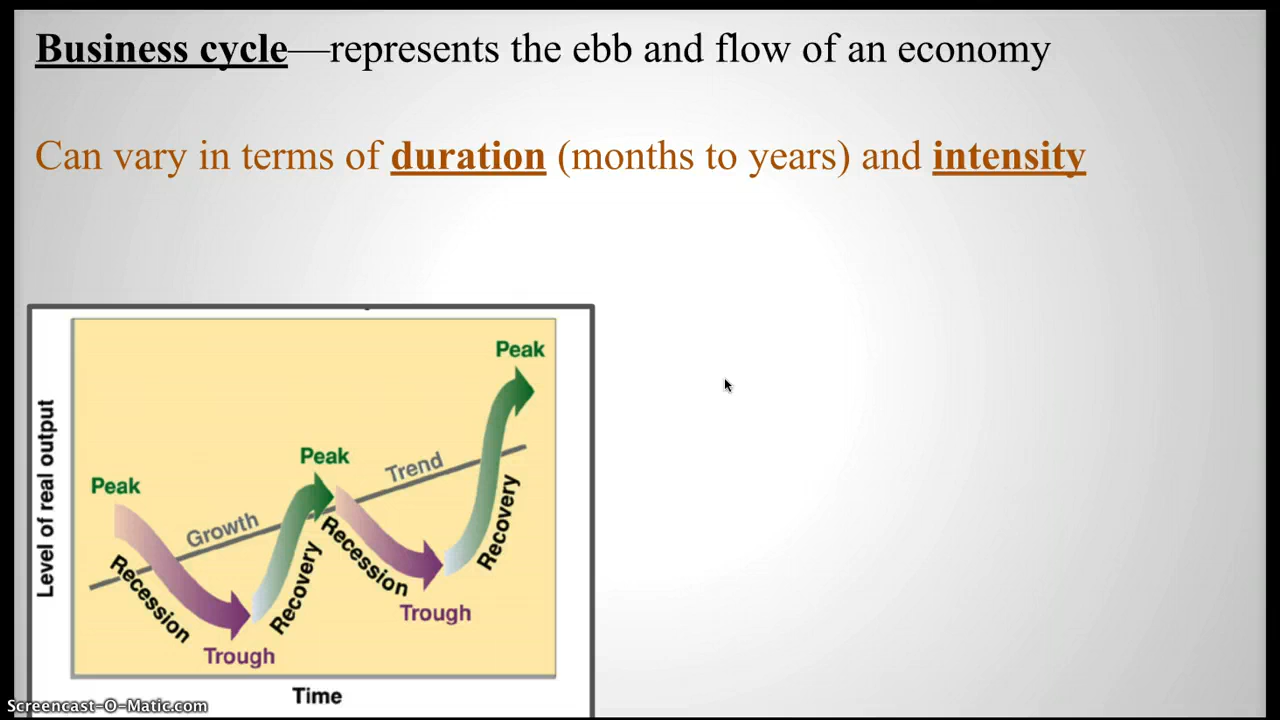 Business cycle—represents the ebb and flow of an economy
Can vary in terms of duration (months to years) and intensity
Peak
Peak
Peak
Growth
Trend
Recession
Recovery
Recession
Recovery
Trough
Trough
Level of real output
Time
Screencast-O-Matic.com